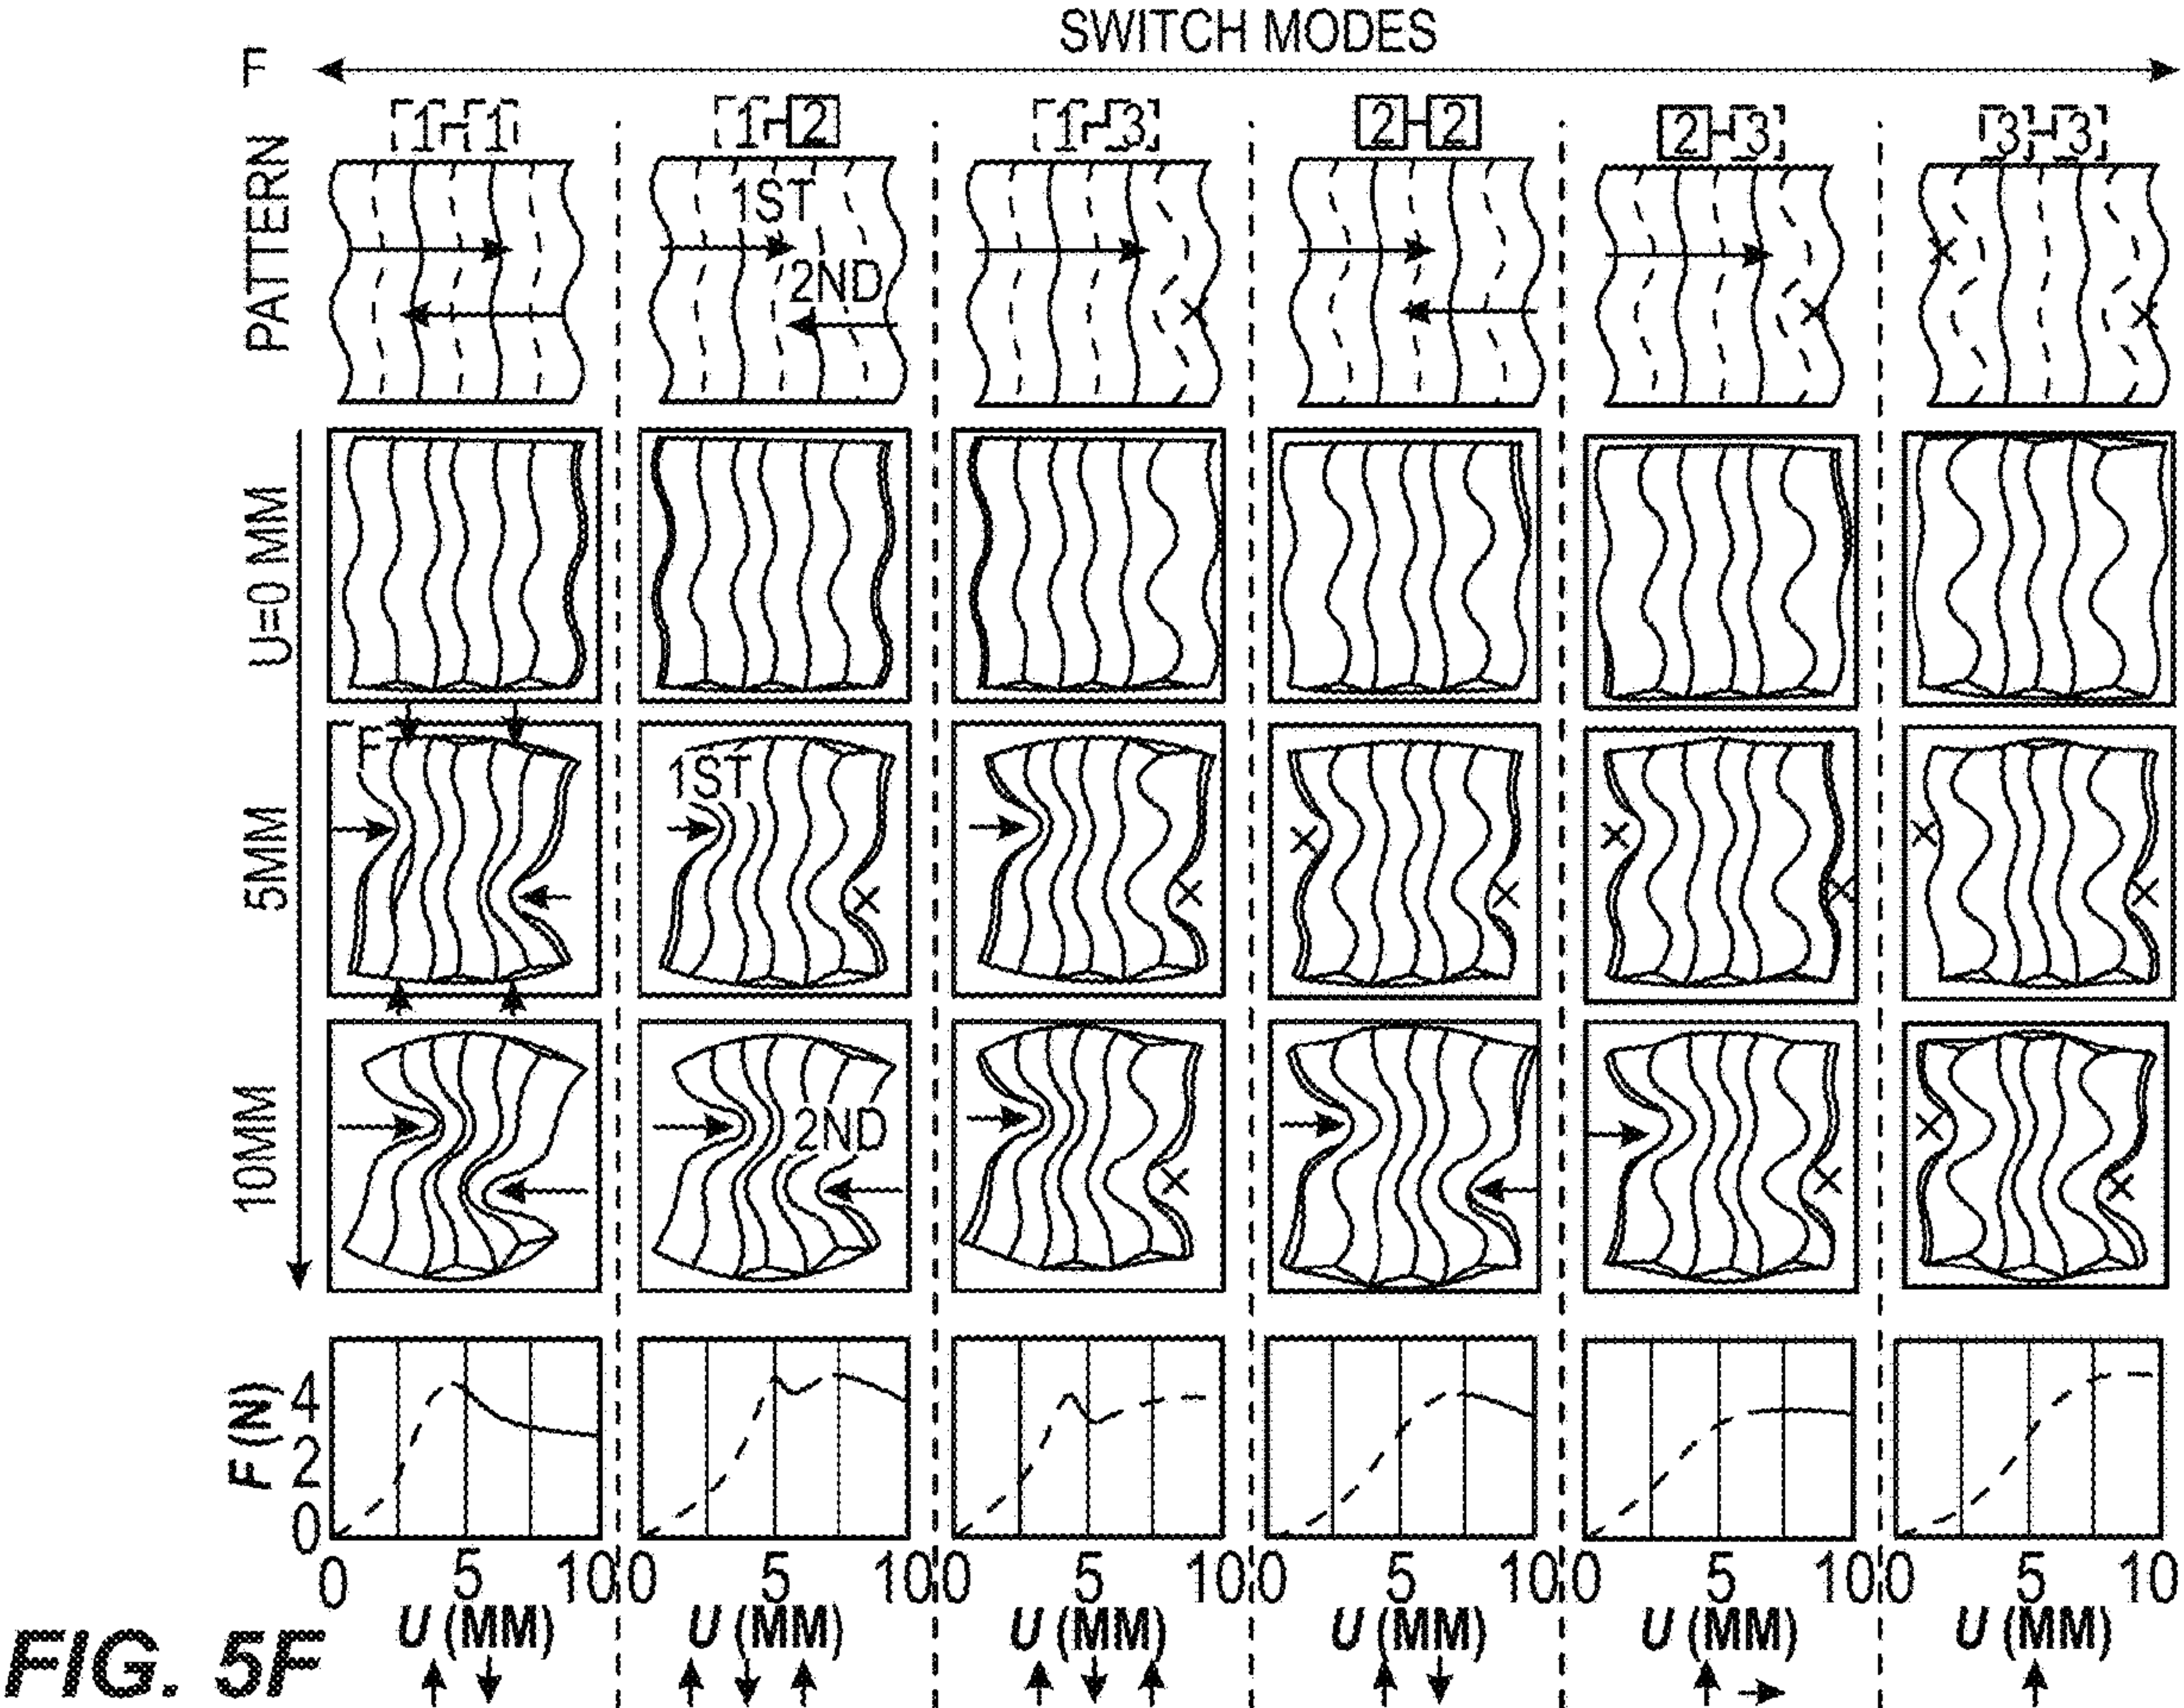 SWITCH MODES
F
PATTERN
1 1
1 2
1 3
2 2
2 3
3 3
1ST
2ND
U=0 MM
5MM
F
1ST
10MM
2ND
F (N)
4
2
0
0 5 10
0 5 10
0 5 10
0 5 10
0 5 10
0 5 10
U (MM)
U (MM)
U (MM)
U (MM)
U (MM)
U (MM)
FIG. 5F